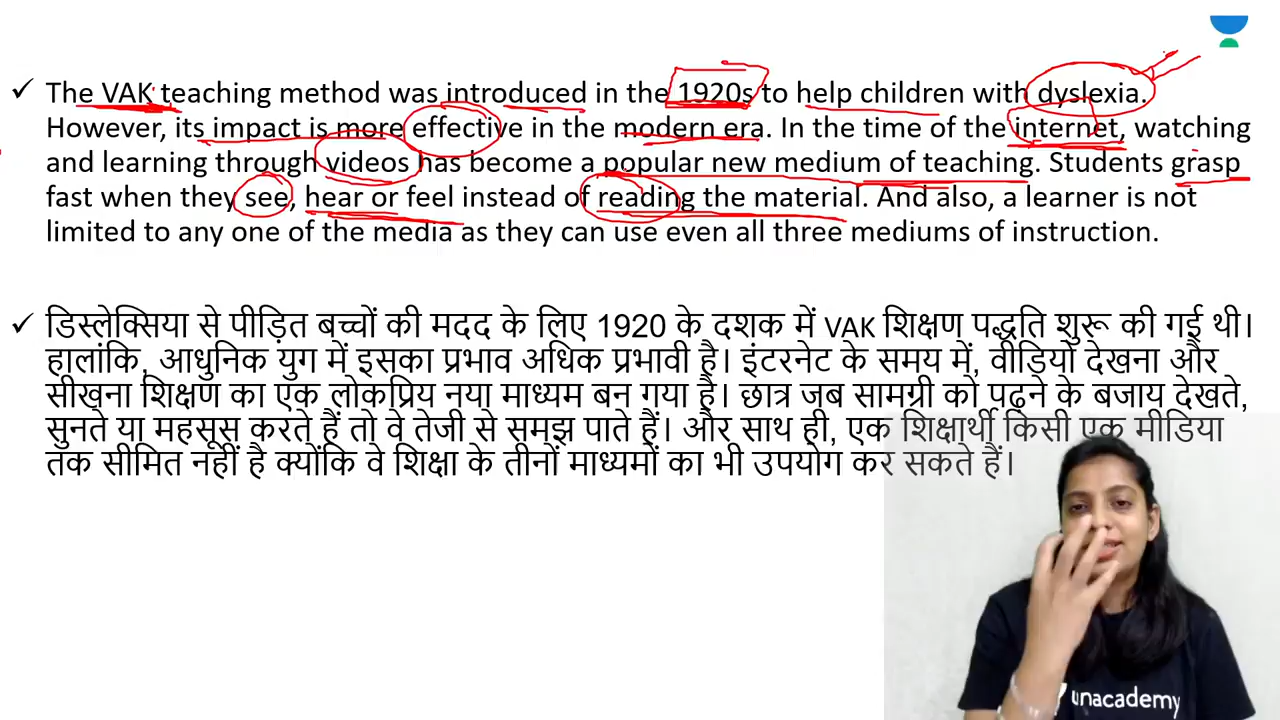 ✓ The VAK teaching method was introduced in the 1920s to help children with dyslexia.
However, its impact is more effective in the modern era. In the time of the internet, watching
and learning through videos has become a popular new medium of teaching. Students grasp
fast when they see, hear or feel instead of reading the material. And also, a learner is not
limited to any one of the media as they can use even all three mediums of instruction.
✓ डिस्लेक्सिया से पीड़ित बच्चों की मदद के लिए 1920 के दशक में VAK शिक्षण पद्धति शुरू की गई थी।
हालांकि, आधुनिक युग में इसका प्रभाव अधिक प्रभावी है। इंटरनेट के समय में, वीडियो देखना और
सीखना शिक्षण का एक लोकप्रिय नया माध्यम बन गया है। छात्र जब सामग्री को पढ़ने के बजाय देखते,
सुनते या महसूस करते हैं तो वे तेजी से समझ पाते हैं। और साथ ही, एक शिक्षार्थी किसी एक मीडिया
तक सीमित नहीं है क्योंकि वे शिक्षा के तीनों माध्यमों का भी उपयोग कर सकते हैं।
unacademy